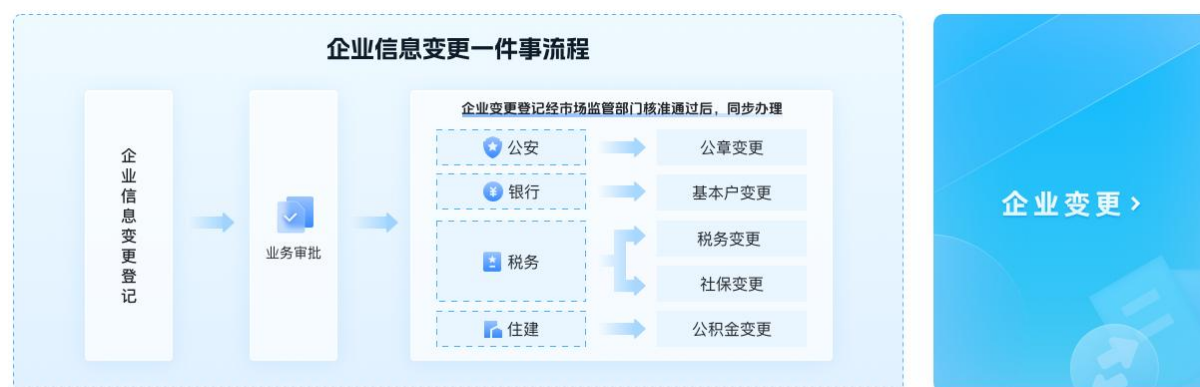 企业信息变更一件事流程
企业信息变更登记
业务审批
企业变更登记经市场监管部门核准通过后，同步办理
公安
公章变更
银行
基本户变更
税务
税务变更
社保变更
住建
公积金变更
企业变更>